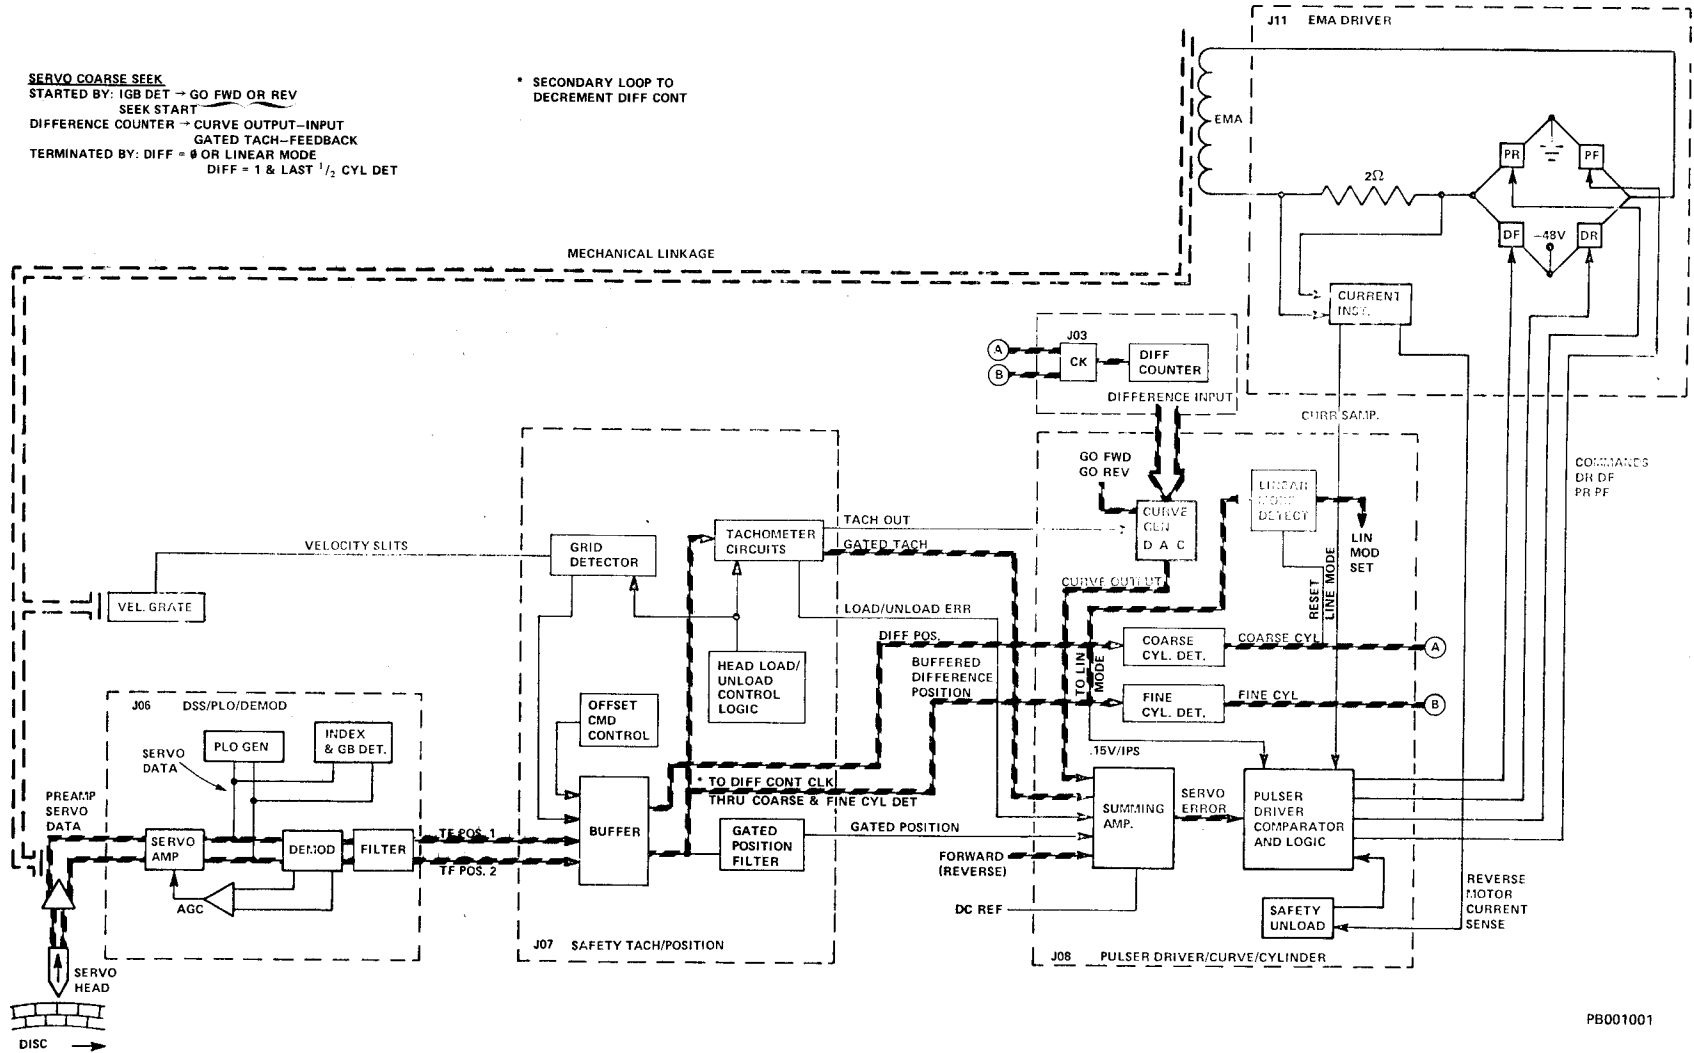 SERVO COARSE SEEK
STARTED BY: IGB DET → GO FWD OR REV
SEEK START
DIFFERENCE COUNTER → CURVE OUTPUT–INPUT
GATED TACH–FEEDBACK
TERMINATED BY: DIFF = 0 OR LINEAR MODE
DIFF = 1 & LAST 1/2 CYL DET
* SECONDARY LOOP TO
DECREMENT DIFF CONT
J11 EMA DRIVER
EMA
2Ω
PR
PF
DF
–48V
DR
CURRENT
INST.
MECHANICAL LINKAGE
A
B
J03
CK
DIFF
COUNTER
DIFFERENCE INPUT
CURR SAMP.
COMMANDS
DR DF
PR PF
GO FWD
GO REV
CURVE
GEN
D A C
LINEAR
MODE
DETECT
LIN
MOD
SET
RESET
LINE MODE
TACH OUT
GATED TACH
CURVE OUTPUT
VELOCITY SLITS
GRID
DETECTOR
TACHOMETER
CIRCUITS
VEL. GRATE
LOAD/UNLOAD ERR
DIFF POS.
BUFFERED
DIFFERENCE
POSITION
TO LIN
MODE
COARSE
CYL. DET.
COARSE CYL
A
FINE
CYL. DET.
FINE CYL
B
HEAD LOAD/
UNLOAD
CONTROL
LOGIC
OFFSET
CMD
CONTROL
J06 DSS/PLO/DEMOD
SERVO
DATA
PLO GEN
INDEX
& GB DET.
PREAMP
SERVO
DATA
SERVO
AMP
DEMOD
FILTER
AGC
TF POS. 1
TF POS. 2
BUFFER
* TO DIFF CONT CLK
THRU COARSE & FINE CYL DET
GATED
POSITION
FILTER
GATED POSITION
.15V/IPS
SUMMING
AMP.
SERVO
ERROR
PULSER
DRIVER
COMPARATOR
AND LOGIC
FORWARD
(REVERSE)
DC REF
SAFETY
UNLOAD
REVERSE
MOTOR
CURRENT
SENSE
J07 SAFETY TACH/POSITION
J08 PULSER DRIVER/CURVE/CYLINDER
SERVO
HEAD
DISC
PB001001